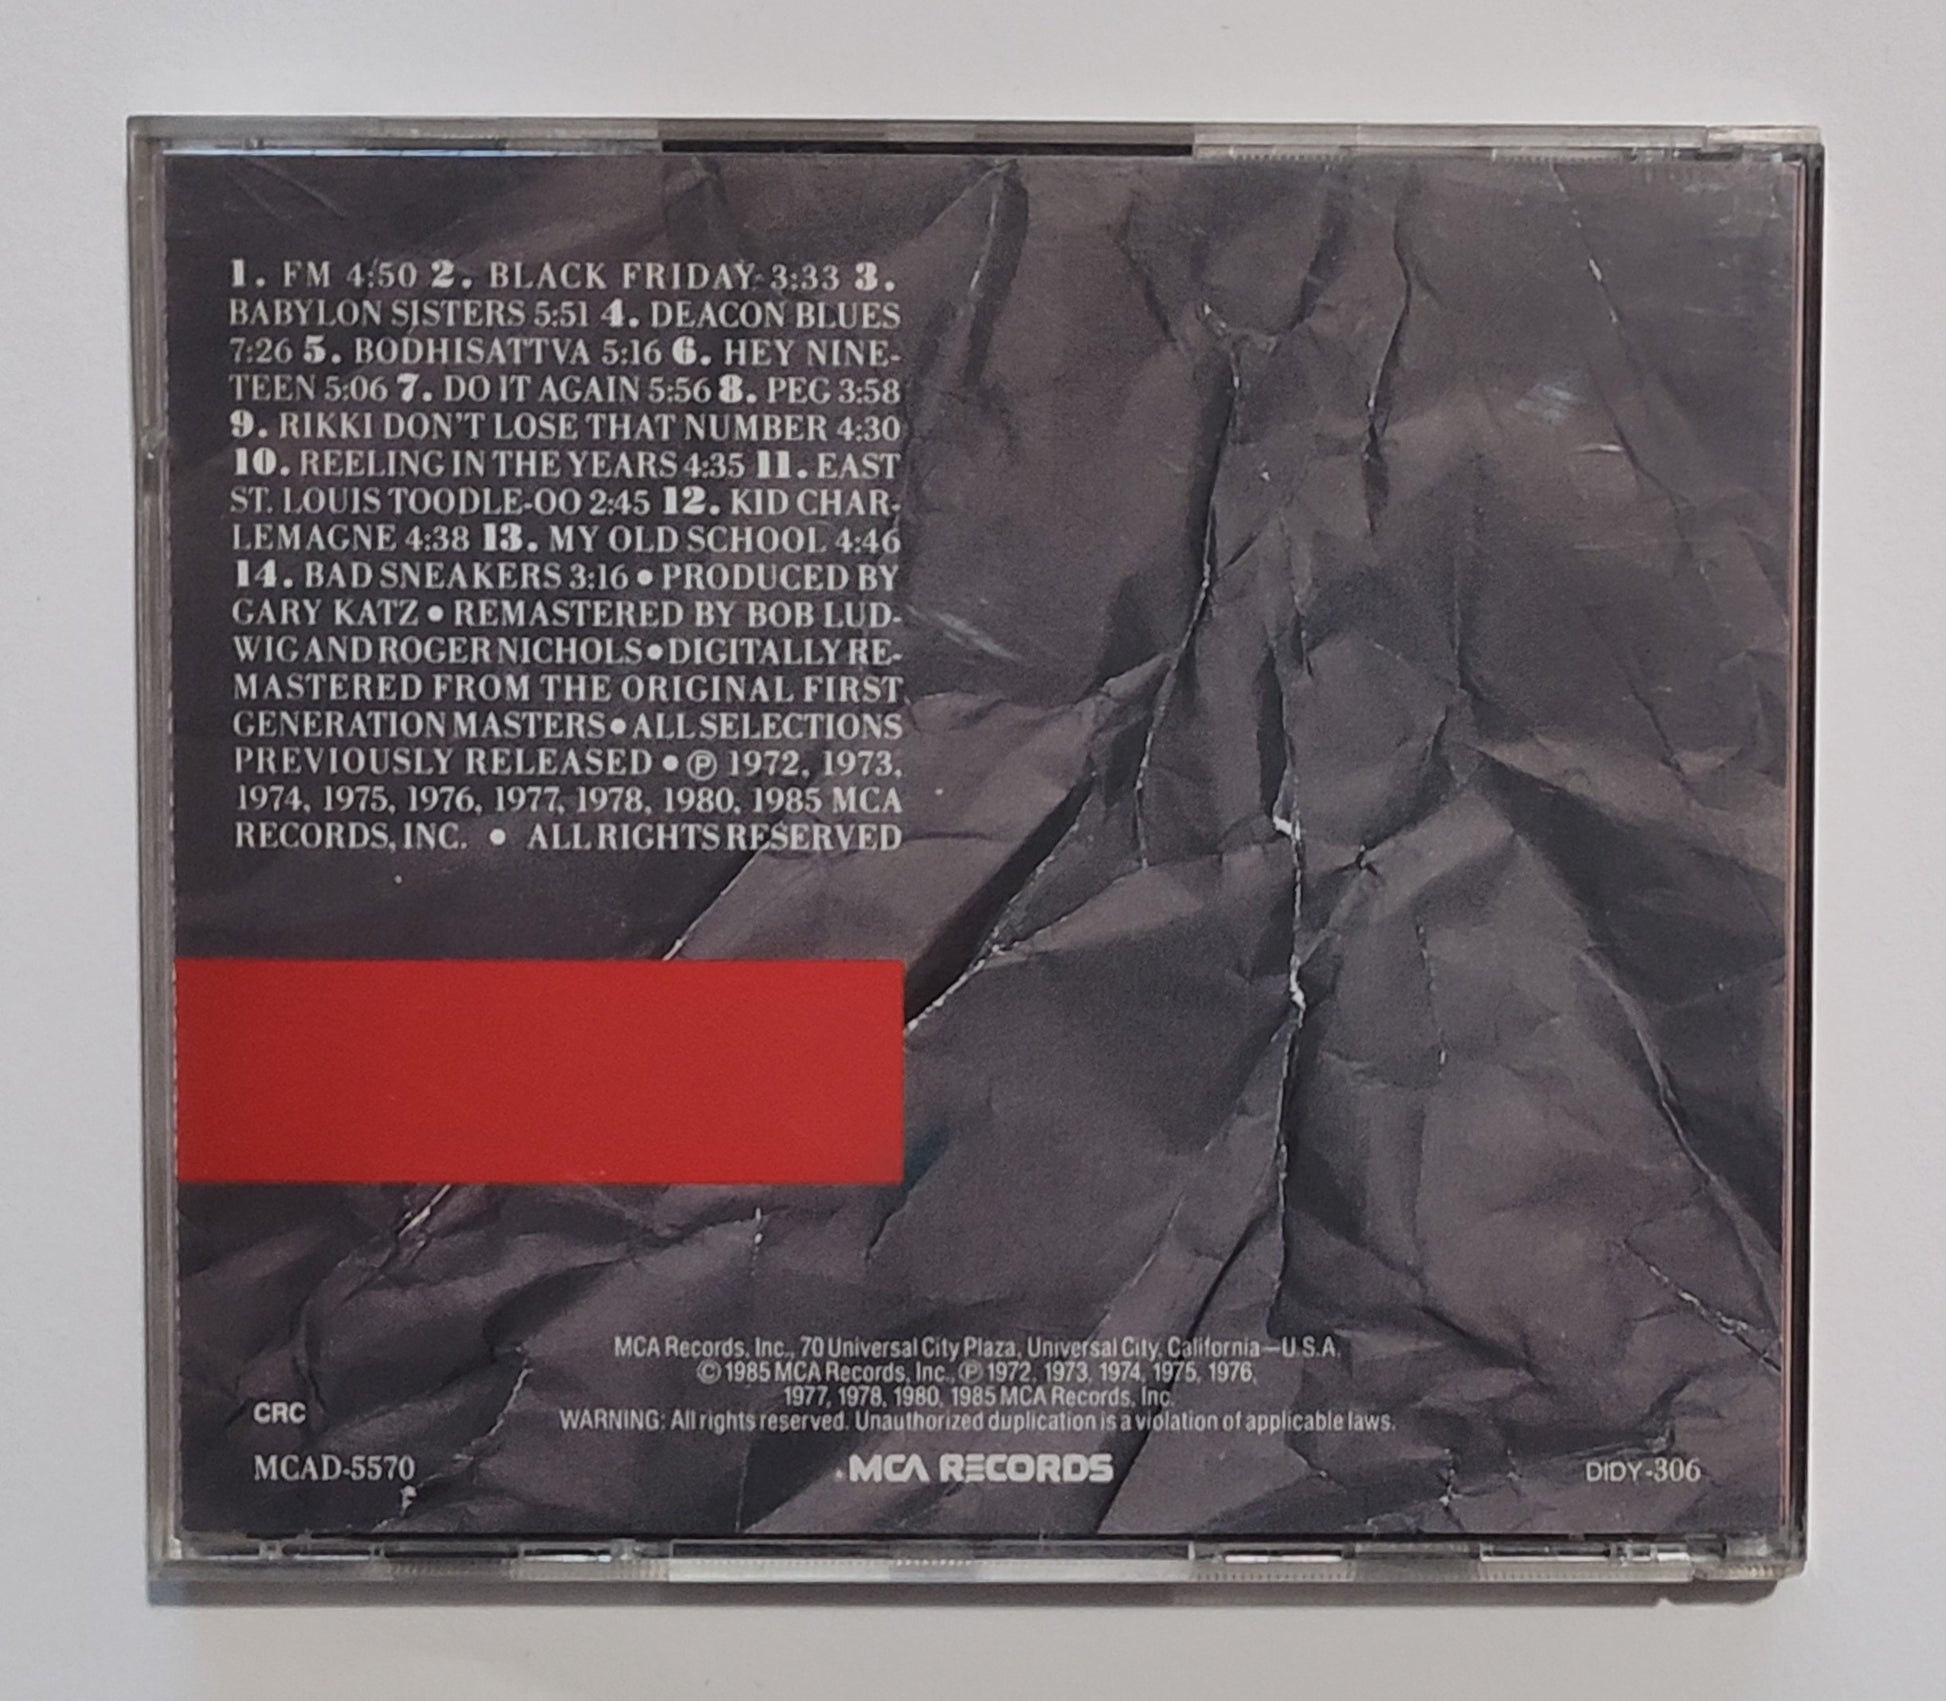 1. FM 4:50 2. BLACK FRIDAY 3:33 3.
BABYLON SISTERS 5:51 4. DEACON BLUES
7:26 5. BODHISATTVA 5:16 6. HEY NINE-
TEEN 5:06 7. DO IT AGAIN 5:56 8. PEG 3:58
9. RIKKI DON'T LOSE THAT NUMBER 4:30
10. REELING IN THE YEARS 4:35 11. EAST
ST. LOUIS TOODLE-OO 2:45 12. KID CHAR-
LEMAGNE 4:38 13. MY OLD SCHOOL 4:46
14. BAD SNEAKERS 3:16 • PRODUCED BY
GARY KATZ • REMASTERED BY BOB LUD-
WIG AND ROGER NICHOLS • DIGITALLY RE-
MASTERED FROM THE ORIGINAL FIRST
GENERATION MASTERS • ALL SELECTIONS
PREVIOUSLY RELEASED • ℗ 1972, 1973,
1974, 1975, 1976, 1977, 1978, 1980, 1985 MCA
RECORDS, INC. • ALL RIGHTS RESERVED
MCA Records, Inc., 70 Universal City Plaza, Universal City, California—U.S.A.
© 1985 MCA Records, Inc., ℗ 1972, 1973, 1974, 1975, 1976,
1977, 1978, 1980, 1985 MCA Records, Inc.
WARNING: All rights reserved. Unauthorized duplication is a violation of applicable laws.
CRC
MCAD-5570
MCA RECORDS
DIDY-306